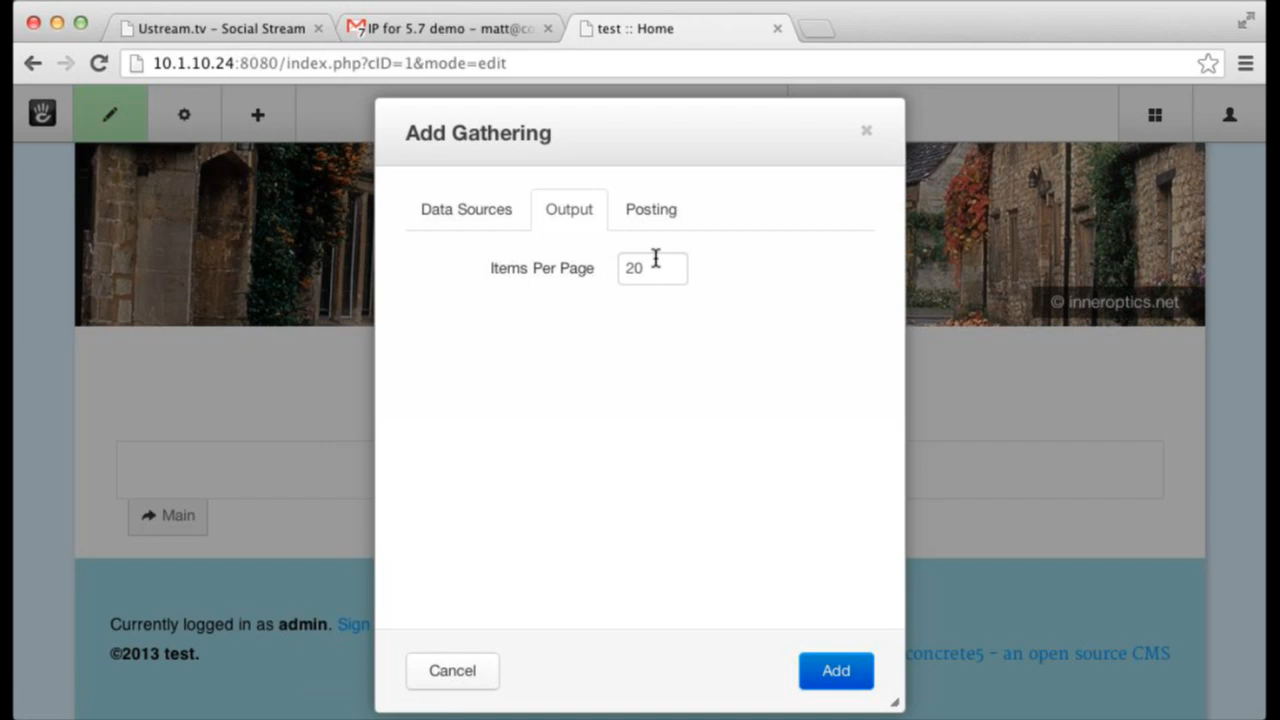 Ustream.tv – Social Stream
IP for 5.7 demo – matt@co
test :: Home
10.1.10.24:8080/index.php?cID=1&mode=edit
Add Gathering
Data Sources
Output
Posting
Items Per Page
20
© inneroptics.net
Main
Currently logged in as admin. Sign
©2013 test.
concrete5 - an open source CMS
Cancel
Add